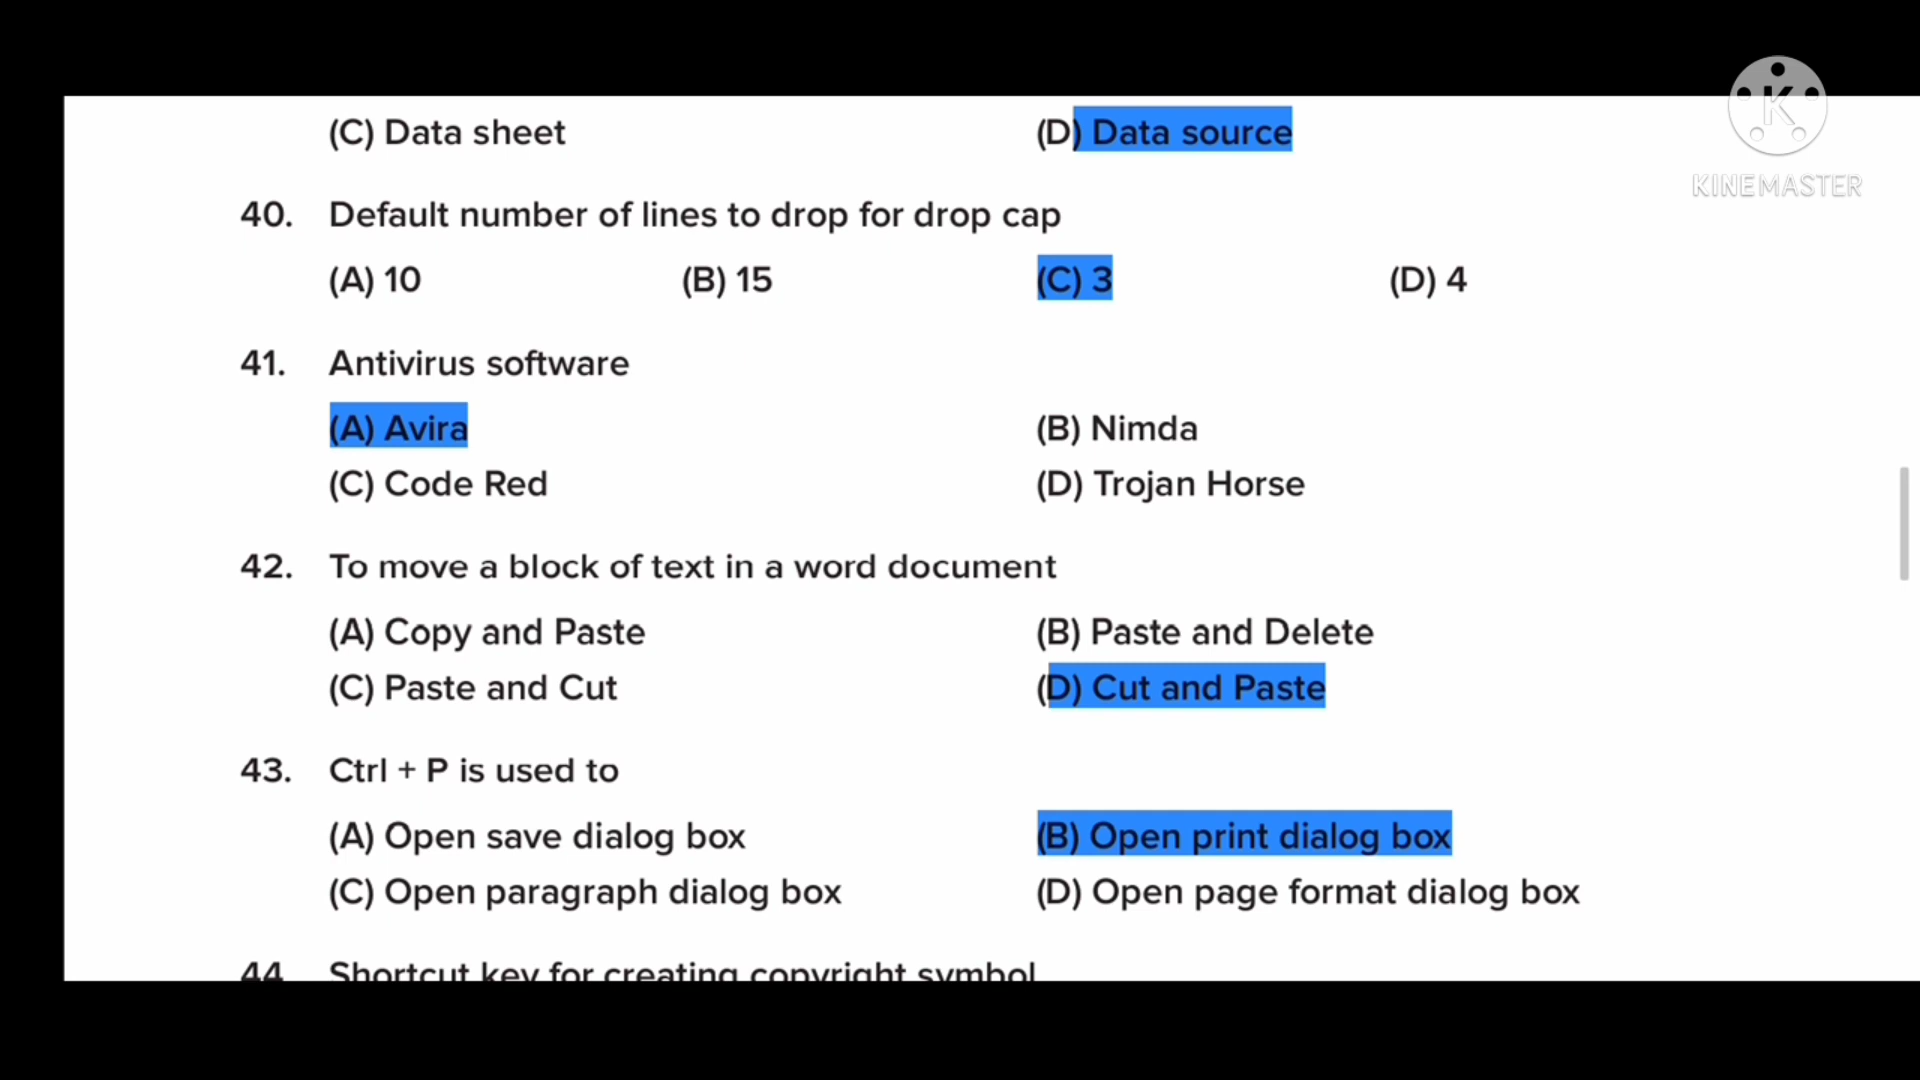 (C) Data sheet (D) Data source
KINEMASTER
40. Default number of lines to drop for drop cap
(A) 10 (B) 15 (C) 3 (D) 4
41. Antivirus software
(A) Avira (B) Nimda
(C) Code Red (D) Trojan Horse
42. To move a block of text in a word document
(A) Copy and Paste (B) Paste and Delete
(C) Paste and Cut (D) Cut and Paste
43. Ctrl + P is used to
(A) Open save dialog box (B) Open print dialog box
(C) Open paragraph dialog box (D) Open page format dialog box
44 Shortcut key for creating copyright symbol